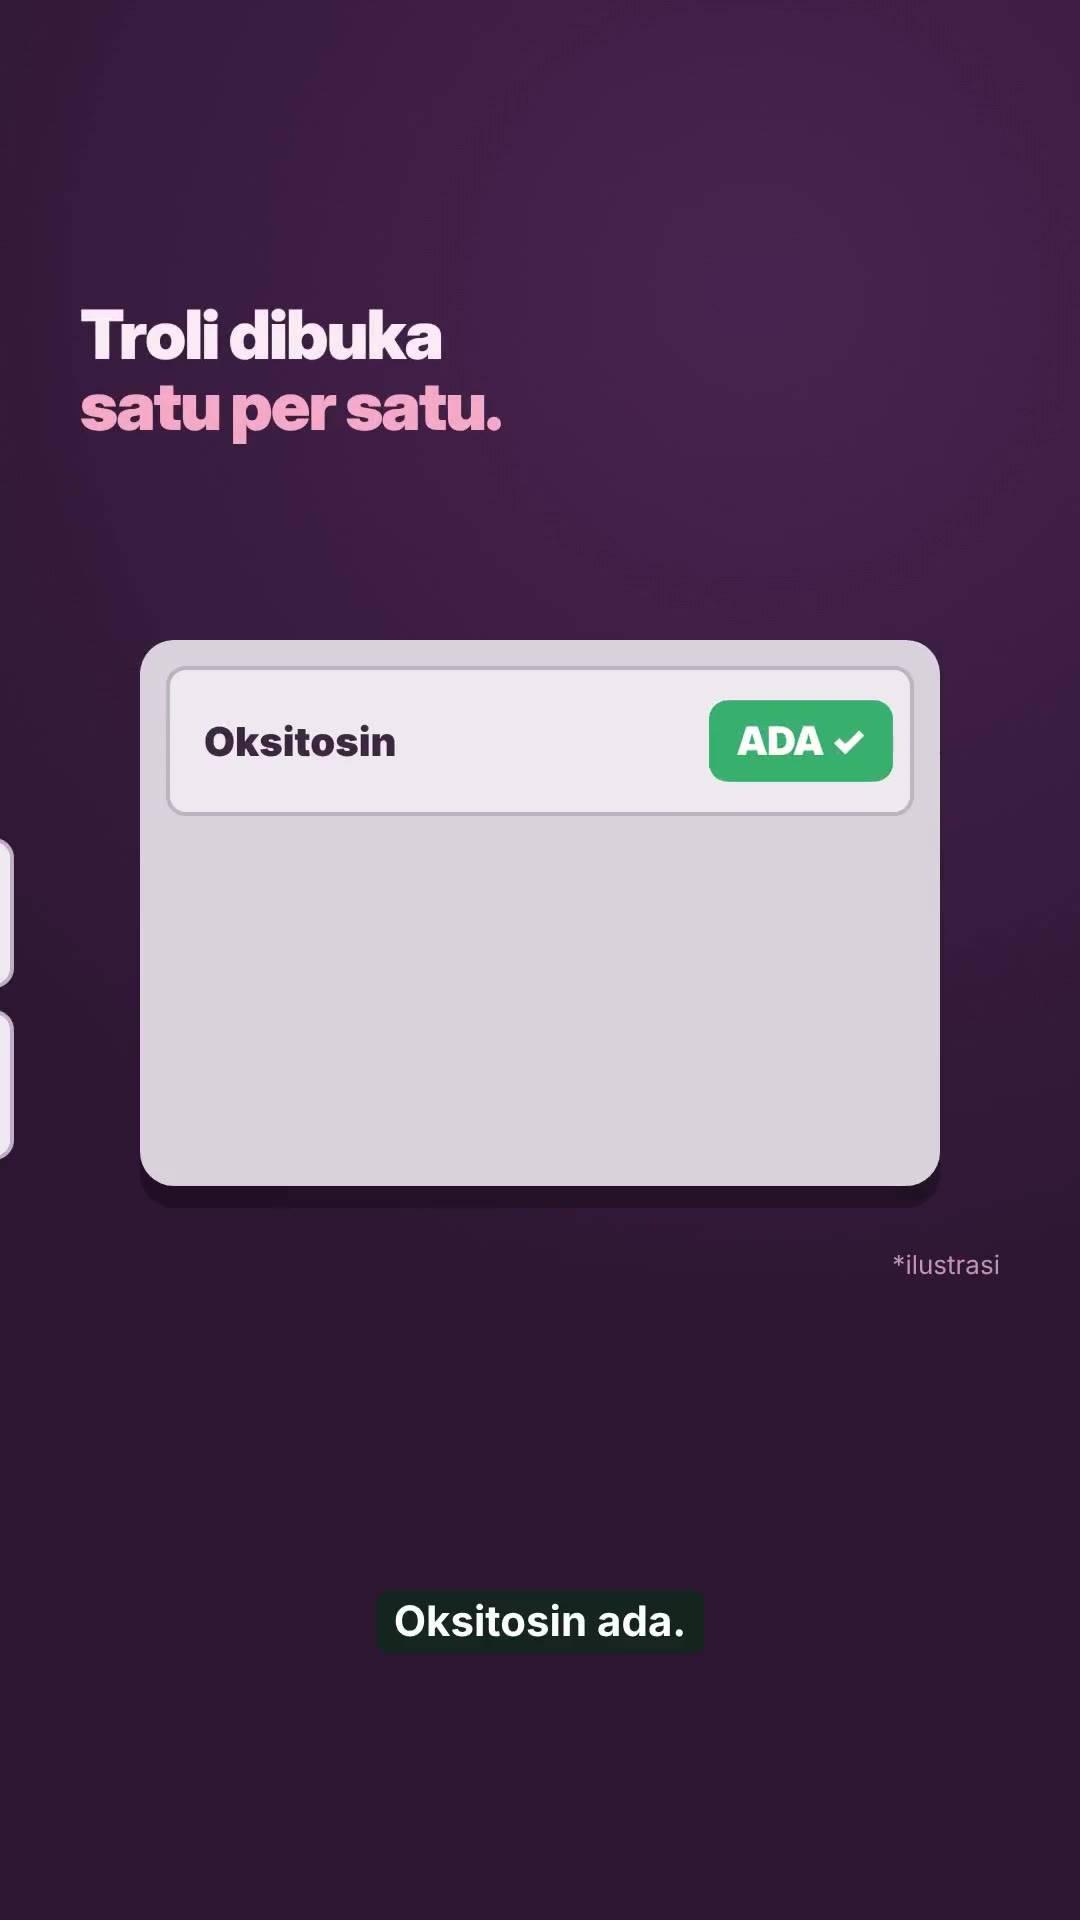 Troli dibuka
satu per satu.
Oksitosin
ADA ✓
*ilustrasi
Oksitosin ada.